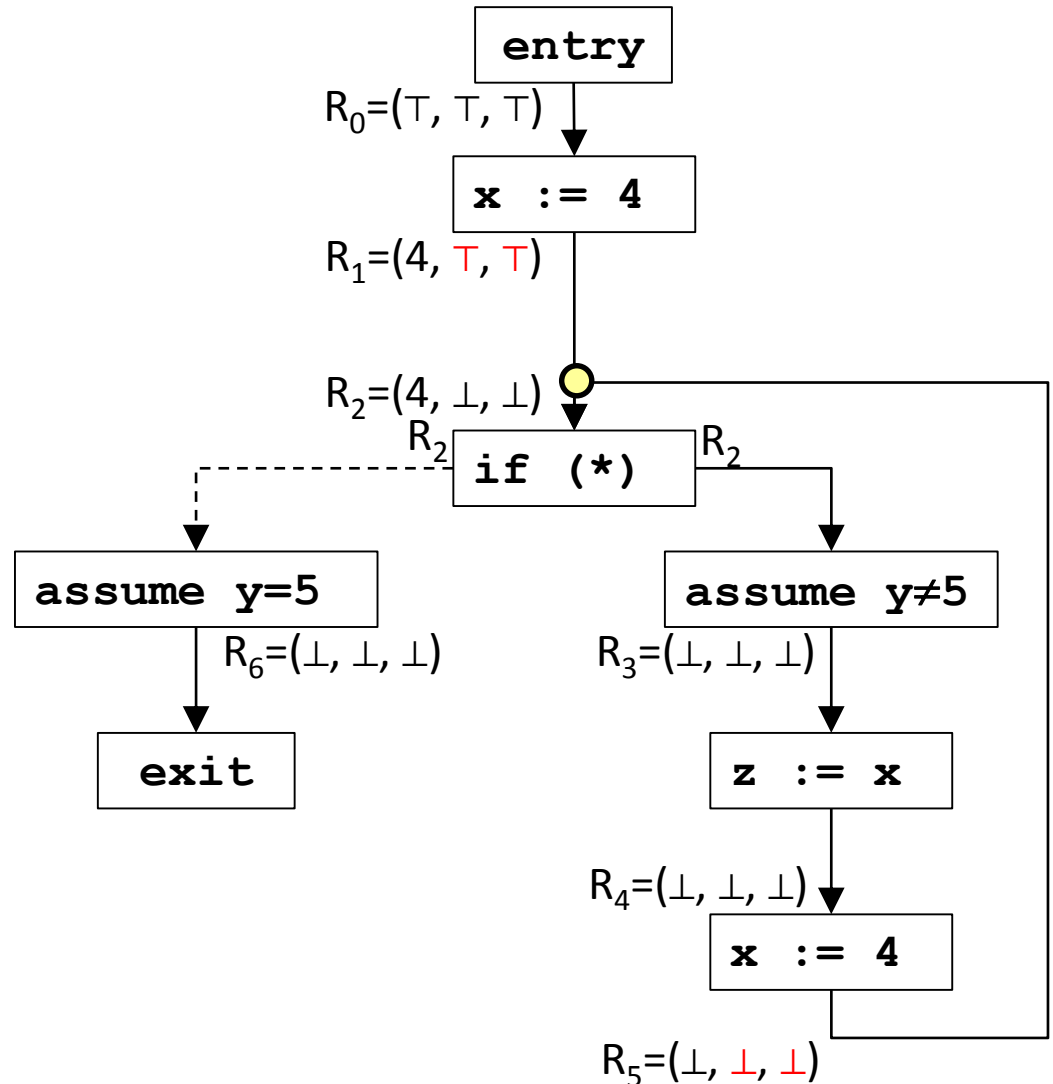 entry
R₀=(⊤, ⊤, ⊤)
x := 4
R₁=(4, ⊤, ⊤)
R₂=(4, ⊥, ⊥)
R₂
if (*)
R₂
assume y=5
assume y≠5
R₆=(⊥, ⊥, ⊥)
R₃=(⊥, ⊥, ⊥)
exit
z := x
R₄=(⊥, ⊥, ⊥)
x := 4
R₅=(⊥, ⊥, ⊥)